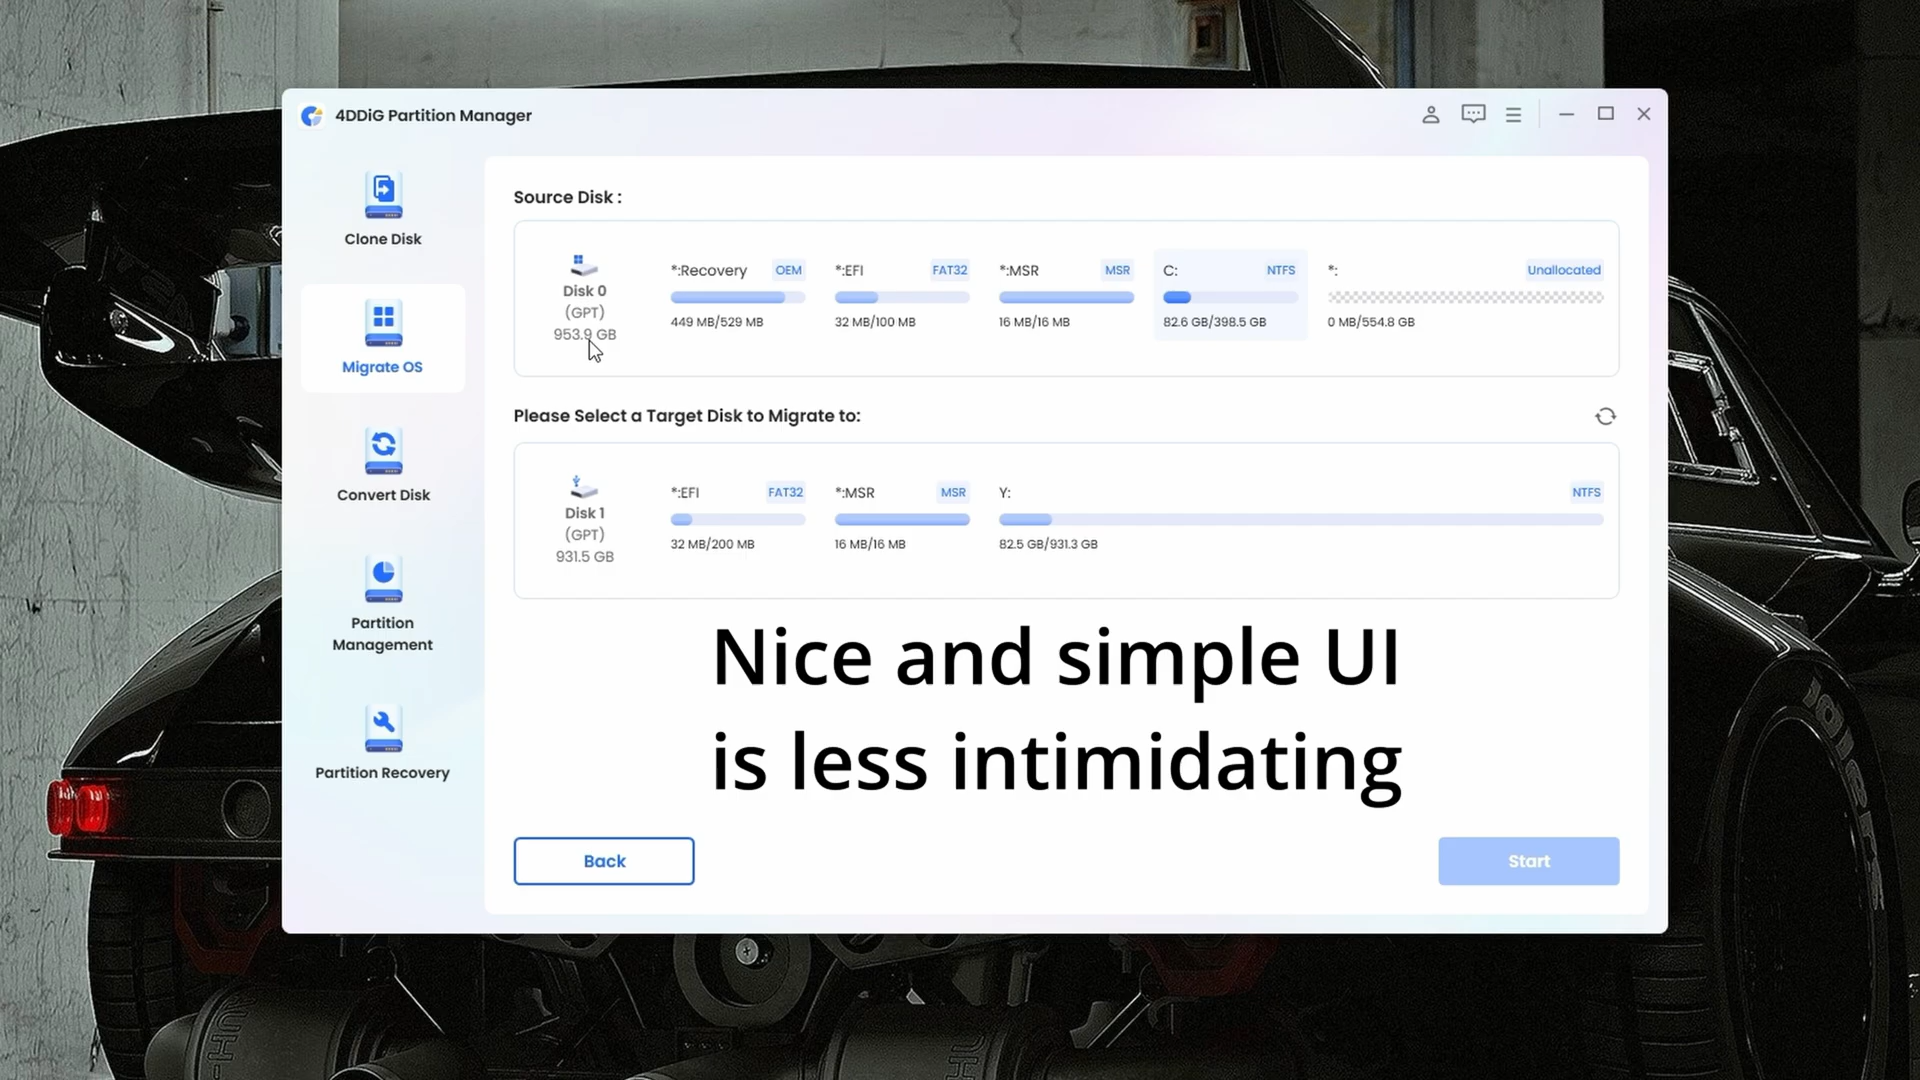 4DDiG Partition Manager
Clone Disk
Migrate OS
Convert Disk
Partition
Management
Partition Recovery
Source Disk :
Disk 0
(GPT)
953.9 GB
*:Recovery OEM
449 MB/529 MB
*:EFI FAT32
32 MB/100 MB
*:MSR MSR
16 MB/16 MB
C: NTFS
82.6 GB/398.5 GB
*: Unallocated
0 MB/554.8 GB
Please Select a Target Disk to Migrate to:
Disk 1
(GPT)
931.5 GB
*:EFI FAT32
32 MB/200 MB
*:MSR MSR
16 MB/16 MB
Y: NTFS
82.5 GB/931.3 GB
Nice and simple UI
is less intimidating
Back
Start